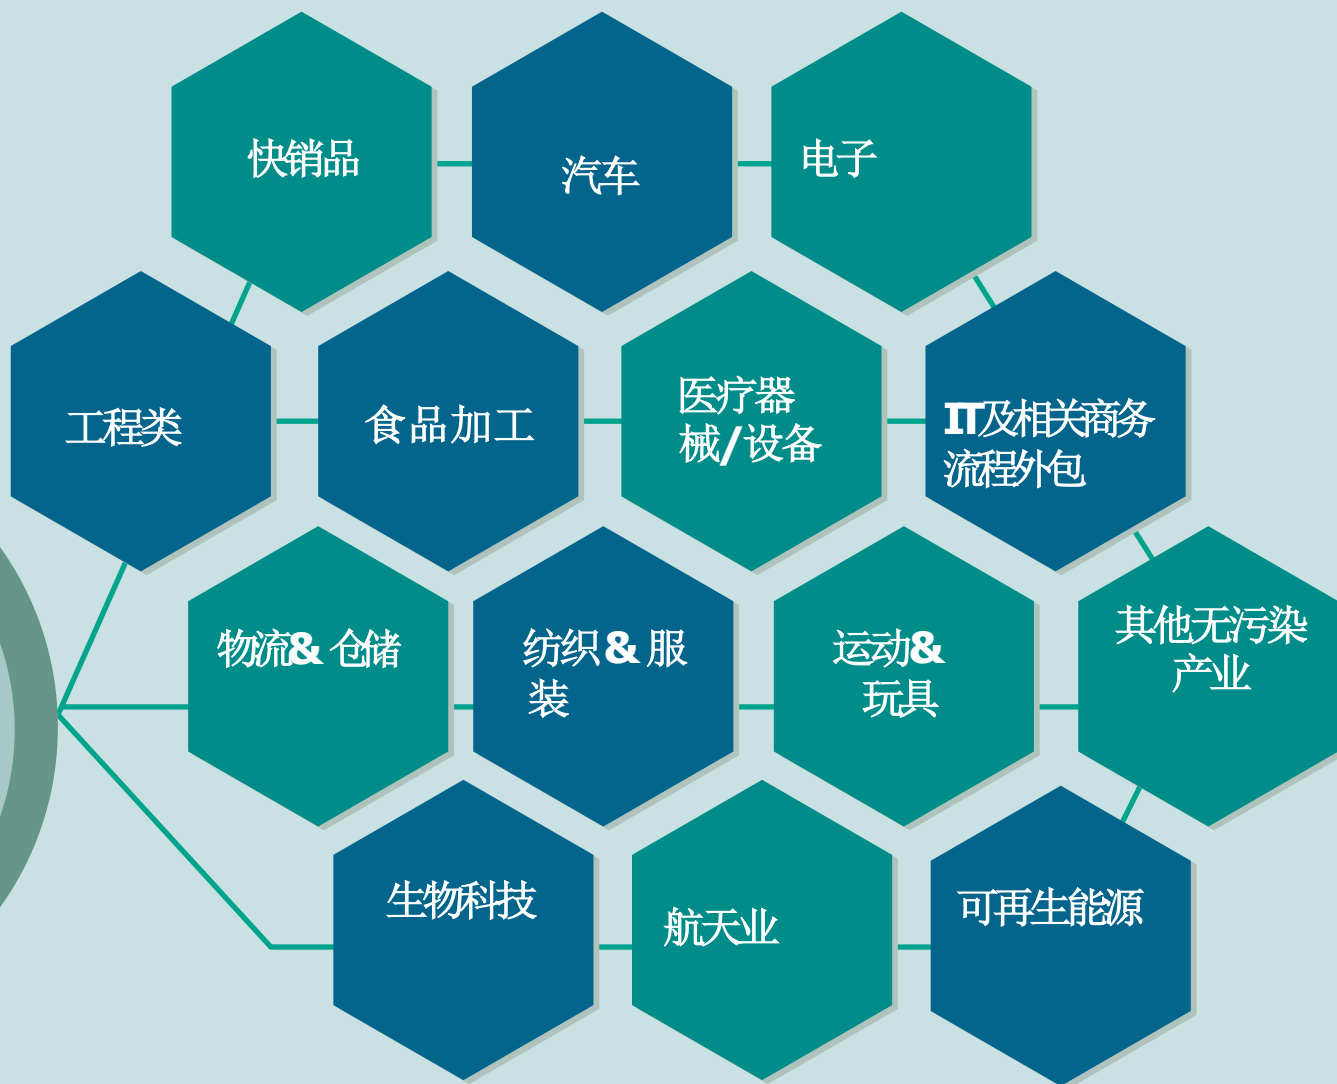 快销品
汽车
电子
工程类
食品加工
医疗器
械/设备
IT及相关商务
流程外包
物流& 仓储
纺织 & 服
装
运动&
玩具
其他无污染
产业
生物科技
航天业
可再生能源